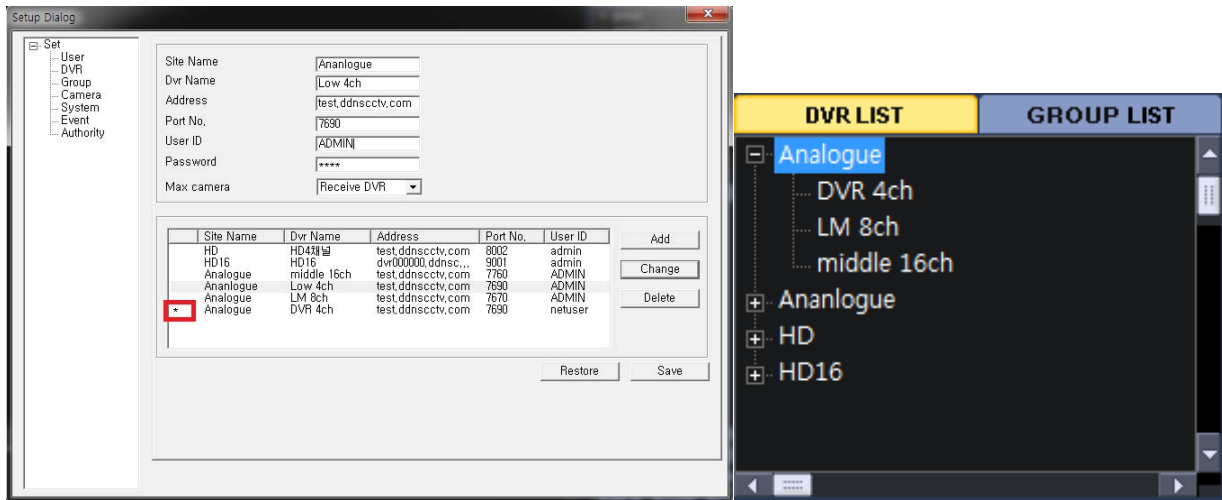 Setup Dialog
Set
User
DVR
Group
Camera
System
Event
Authority
Site Name Ananlogue
Dvr Name Low 4ch
Address test,ddnscctv,com
Port No, 7690
User ID ADMIN
Password ****
Max camera Receive DVR
Site Name Dvr Name Address Port No, User ID
HD HD4채널 test,ddnscctv,com 8002 admin
HD16 HD16 dvr000000,ddnsc,,, 9001 admin
Analogue middle 16ch test,ddnscctv,com 7760 ADMIN
Ananlogue Low 4ch test,ddnscctv,com 7690 ADMIN
Analogue LM 8ch test,ddnscctv,com 7670 ADMIN
* Analogue DVR 4ch test,ddnscctv,com 7690 netuser
Add
Change
Delete
Restore Save
DVR LIST GROUP LIST
Analogue
DVR 4ch
LM 8ch
middle 16ch
Ananlogue
HD
HD16